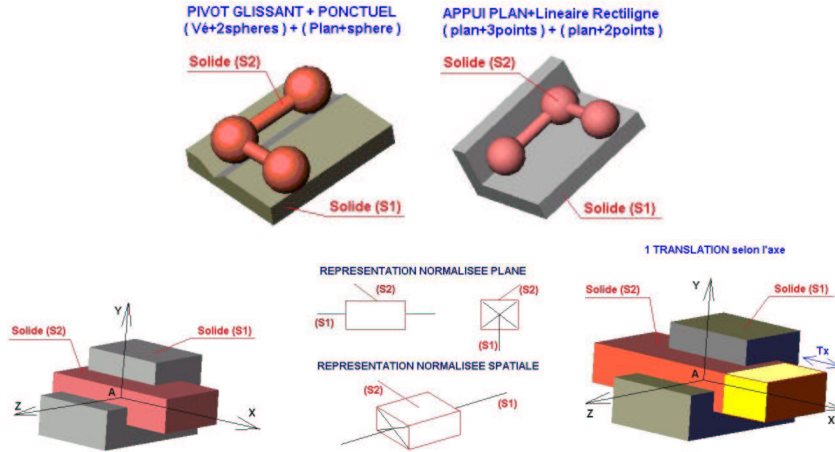 PIVOT GLISSANT + PONCTUEL
( Vé+2spheres ) + ( Plan+sphere )
APPUI PLAN+Lineaire Rectiligne
( plan+3points ) + ( plan+2points )
Solide (S2)
Solide (S2)
Solide (S1)
Solide (S1)
1 TRANSLATION selon l'axe
REPRESENTATION NORMALISEE PLANE
(S2)
(S2)
(S1)
(S1)
REPRESENTATION NORMALISEE SPATIALE
(S2)
(S1)
Y
Solide (S2)
Solide (S1)
A
Z
X
Y
Solide (S2)
Solide (S1)
Tx
A
Z
X